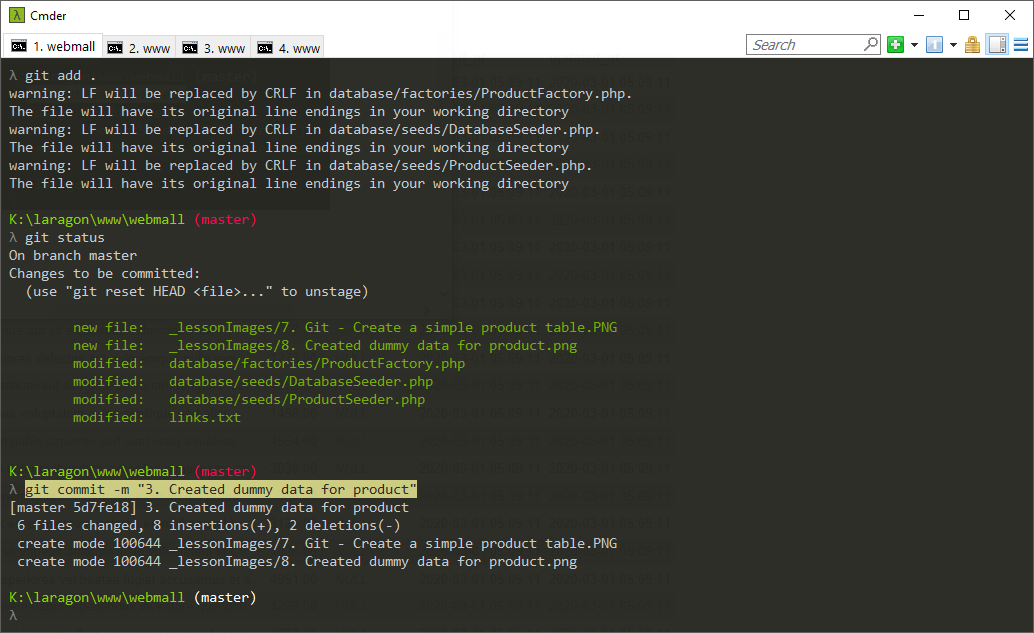 λ Cmder
1. webmall 2. www 3. www 4. www Search
λ git add .
warning: LF will be replaced by CRLF in database/factories/ProductFactory.php.
The file will have its original line endings in your working directory
warning: LF will be replaced by CRLF in database/seeds/DatabaseSeeder.php.
The file will have its original line endings in your working directory
warning: LF will be replaced by CRLF in database/seeds/ProductSeeder.php.
The file will have its original line endings in your working directory
K:\laragon\www\webmall (master)
λ git status
On branch master
Changes to be committed:
(use "git reset HEAD <file>..." to unstage)
new file: _lessonImages/7. Git - Create a simple product table.PNG
new file: _lessonImages/8. Created dummy data for product.png
modified: database/factories/ProductFactory.php
modified: database/seeds/DatabaseSeeder.php
modified: database/seeds/ProductSeeder.php
modified: links.txt
K:\laragon\www\webmall (master)
λ git commit -m "3. Created dummy data for product"
[master 5d7fe18] 3. Created dummy data for product
6 files changed, 8 insertions(+), 2 deletions(-)
create mode 100644 _lessonImages/7. Git - Create a simple product table.PNG
create mode 100644 _lessonImages/8. Created dummy data for product.png
K:\laragon\www\webmall (master)
λ